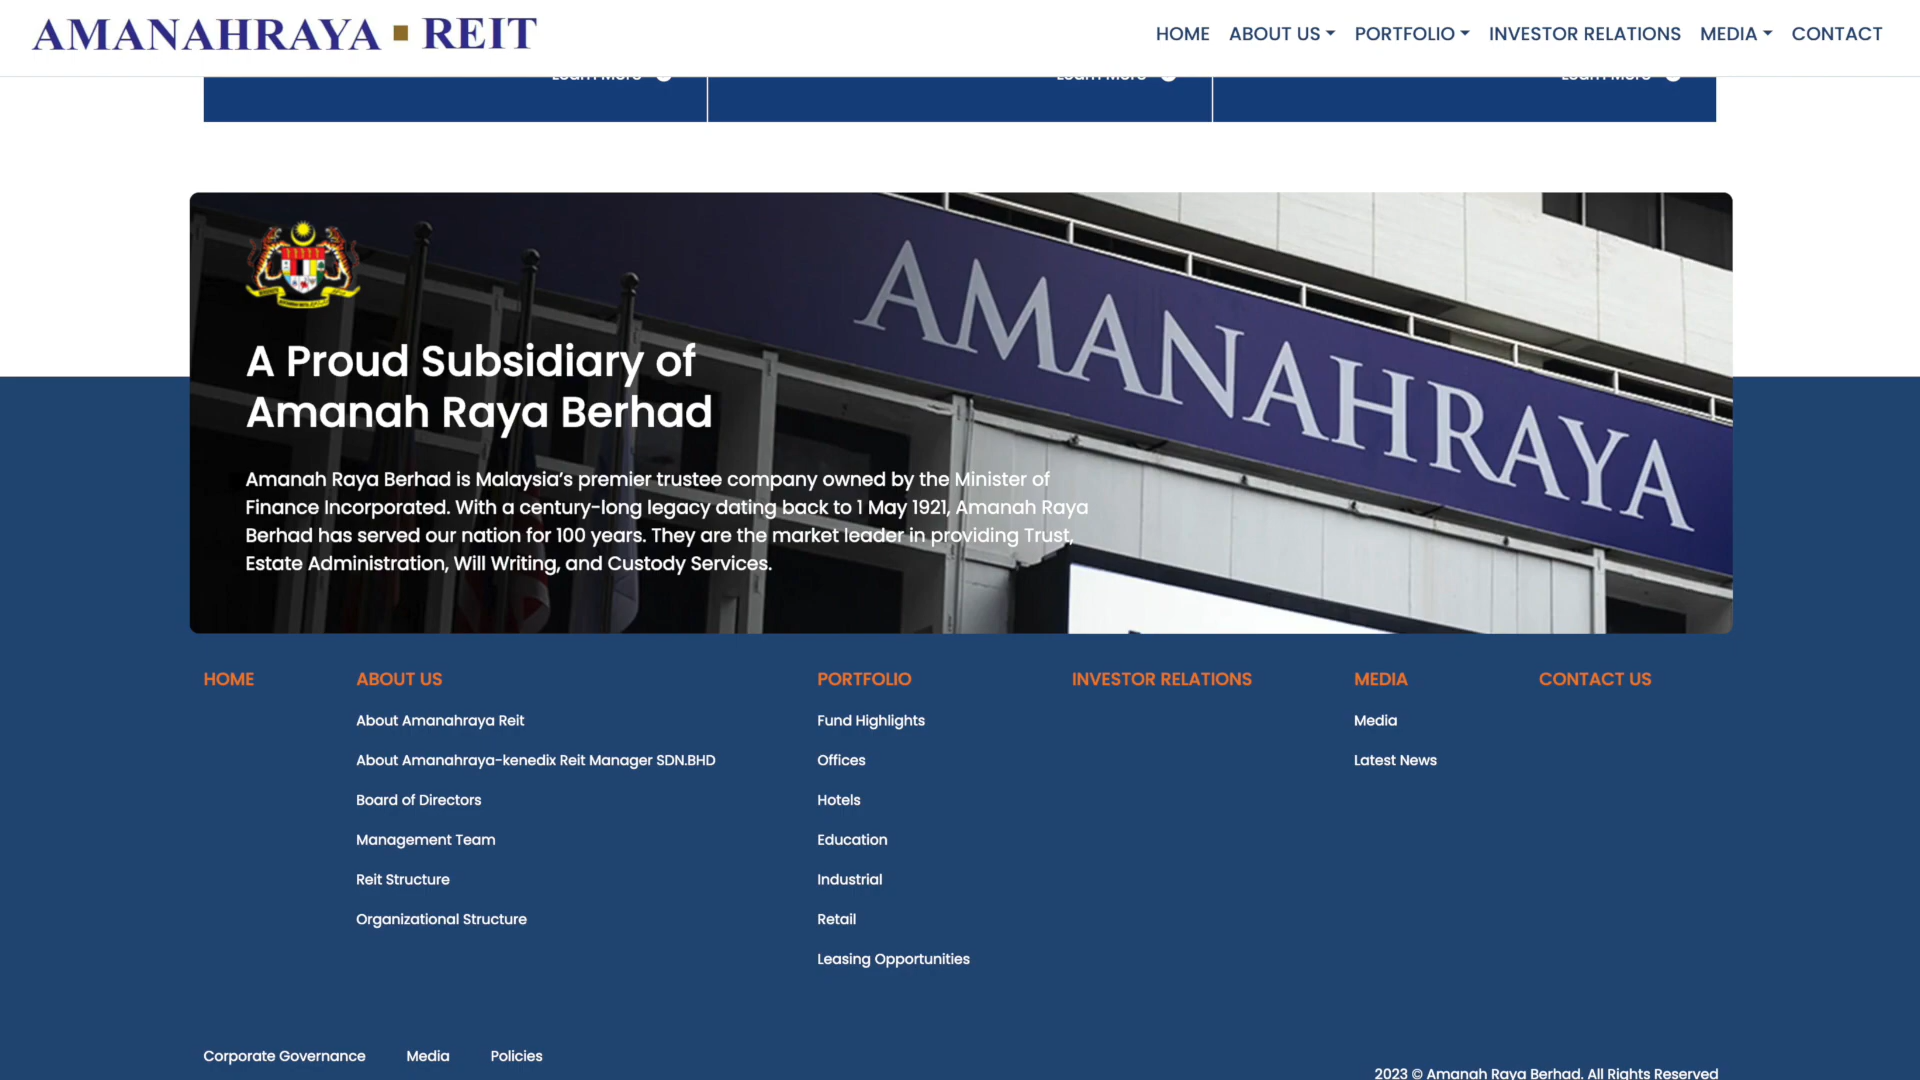 AMANAHRAYA REIT
HOME ABOUT US PORTFOLIO INVESTOR RELATIONS MEDIA CONTACT
Learn More Learn More Learn More
AMANAHRAYA
A Proud Subsidiary of
Amanah Raya Berhad
Amanah Raya Berhad is Malaysia’s premier trustee company owned by the Minister of
Finance Incorporated. With a century-long legacy dating back to 1 May 1921, Amanah Raya
Berhad has served our nation for 100 years. They are the market leader in providing Trust,
Estate Administration, Will Writing, and Custody Services.
HOME
ABOUT US
About Amanahraya Reit
About Amanahraya-kenedix Reit Manager SDN.BHD
Board of Directors
Management Team
Reit Structure
Organizational Structure
PORTFOLIO
Fund Highlights
Offices
Hotels
Education
Industrial
Retail
Leasing Opportunities
INVESTOR RELATIONS
MEDIA
Media
Latest News
CONTACT US
Corporate Governance Media Policies
2023 © Amanah Raya Berhad. All Rights Reserved